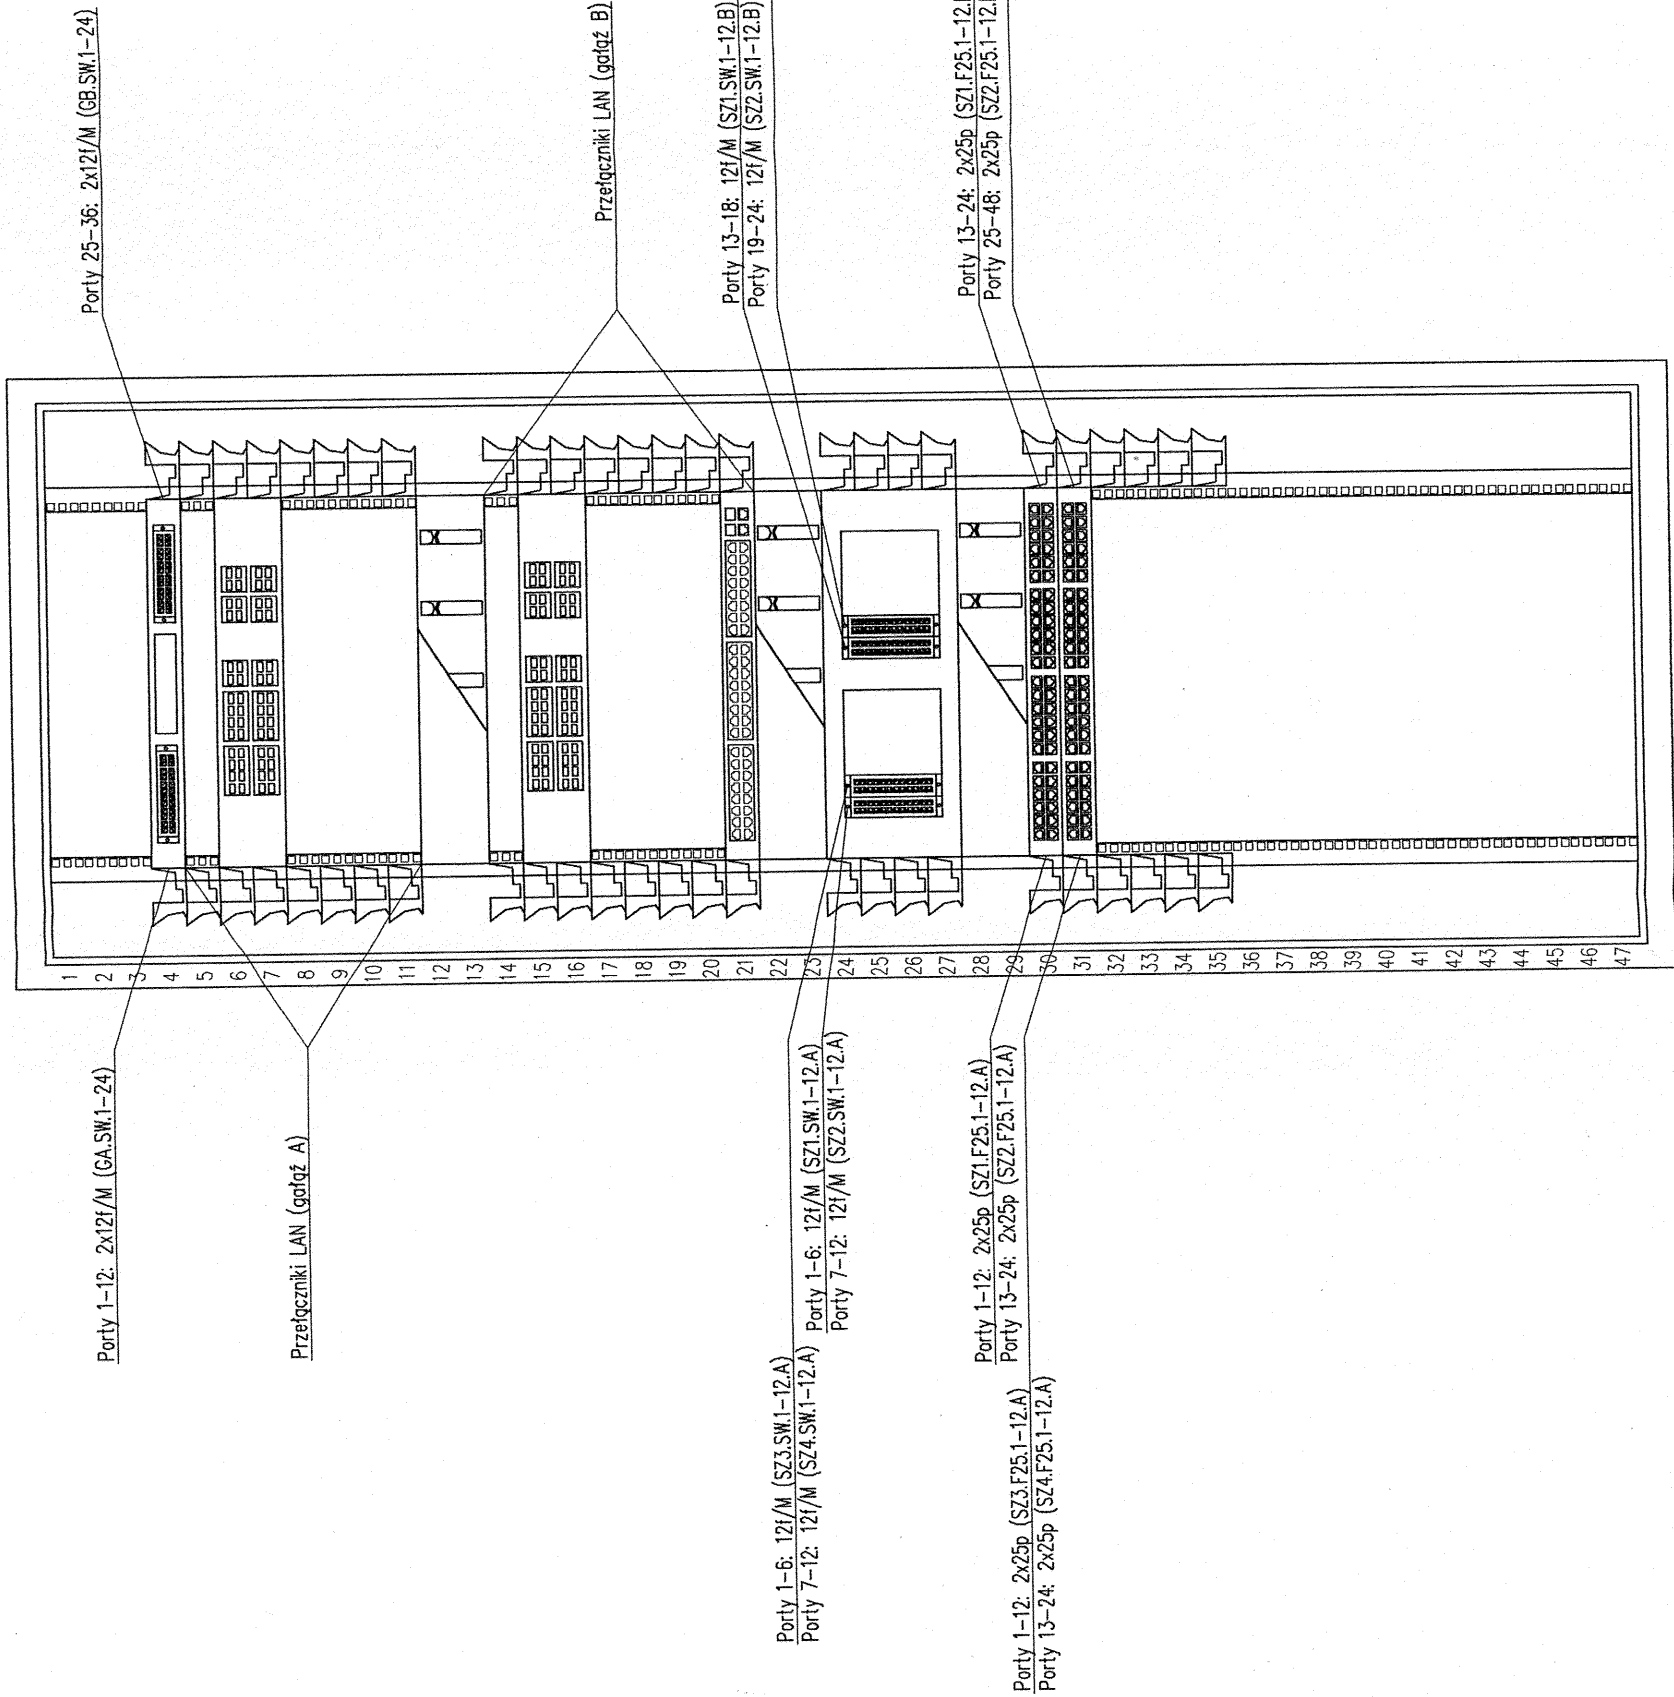 Porty 25-36: 2x12f/M (GB.SW.1-24)
Przełączniki LAN (gałąź B)
Porty 13-18: 12f/M (SZ1.SW.1-12.B)
Porty 19-24: 12f/M (SZ2.SW.1-12.B)
Porty 13-24: 2x25p (SZ1.F25.1-12.
Porty 25-48: 2x25p (SZ2.F25.1-12.
1
2
3
4
5
6
7
8
9
10
11
12
13
14
15
16
17
18
19
20
21
22
23
24
25
26
27
28
29
30
31
32
33
34
35
36
37
38
39
40
41
42
43
44
45
46
47
Porty 1-12: 2x12f/M (GA.SW.1-24)
Przełączniki LAN (gałąź A)
Porty 1-6: 12f/M (SZ1.SW.1-12.A)
Porty 7-12: 12f/M (SZ2.SW.1-12.A)
Porty 1-6: 12f/M (SZ3.SW.1-12.A)
Porty 7-12: 12f/M (SZ4.SW.1-12.A)
Porty 1-12: 2x25p (SZ1.F25.1-12.A)
Porty 13-24: 2x25p (SZ2.F25.1-12.A)
Porty 1-12: 2x25p (SZ3.F25.1-12.A)
Porty 13-24: 2x25p (SZ4.F25.1-12.A)